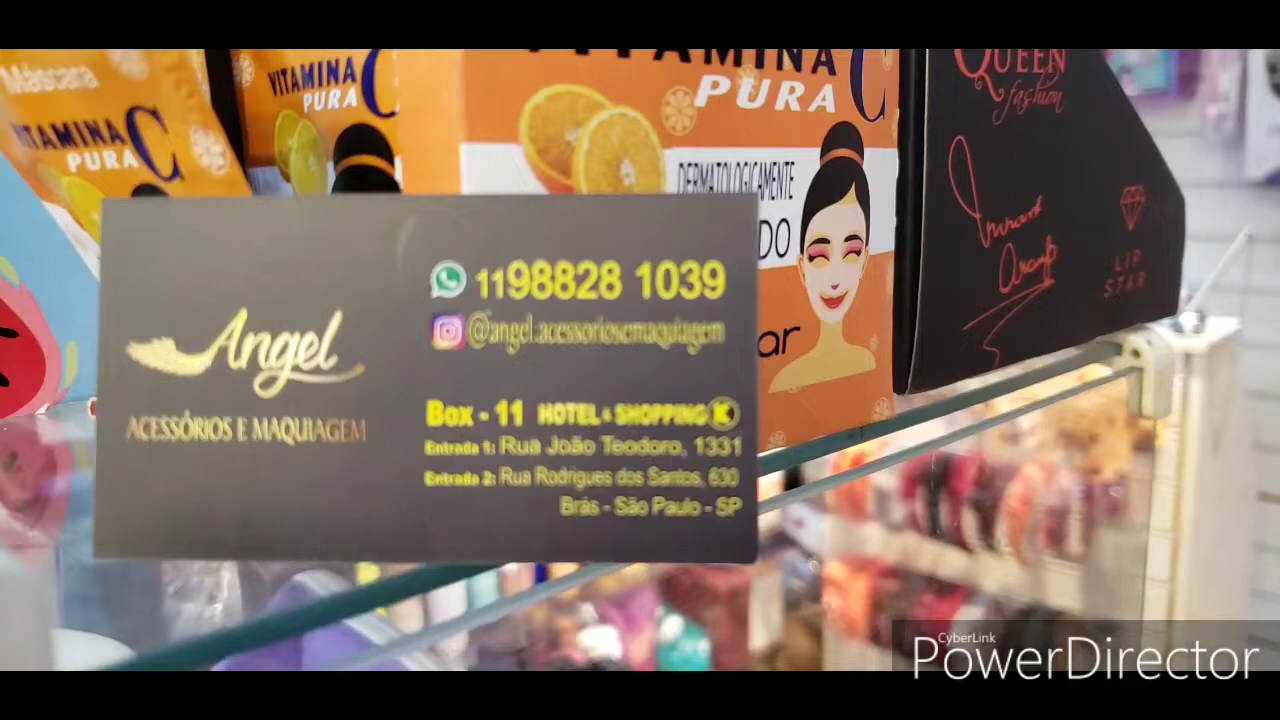 Máscara
VITAMINA C
PURA
VITAMINA C
PURA
VITAMINA C
PURA
DERMATOLOGICAMENTE
DO
ar
QUEEN
fashion
LIP
STAR
Angel
ACESSÓRIOS E MAQUIAGEM
11 98828 1039
@angel.acessoriosemaquiagem
Box - 11 HOTEL & SHOPPING K
Entrada 1: Rua João Teodoro, 1331
Entrada 2: Rua Rodrigues dos Santos, 630
Brás - São Paulo - SP
CyberLink
PowerDirector